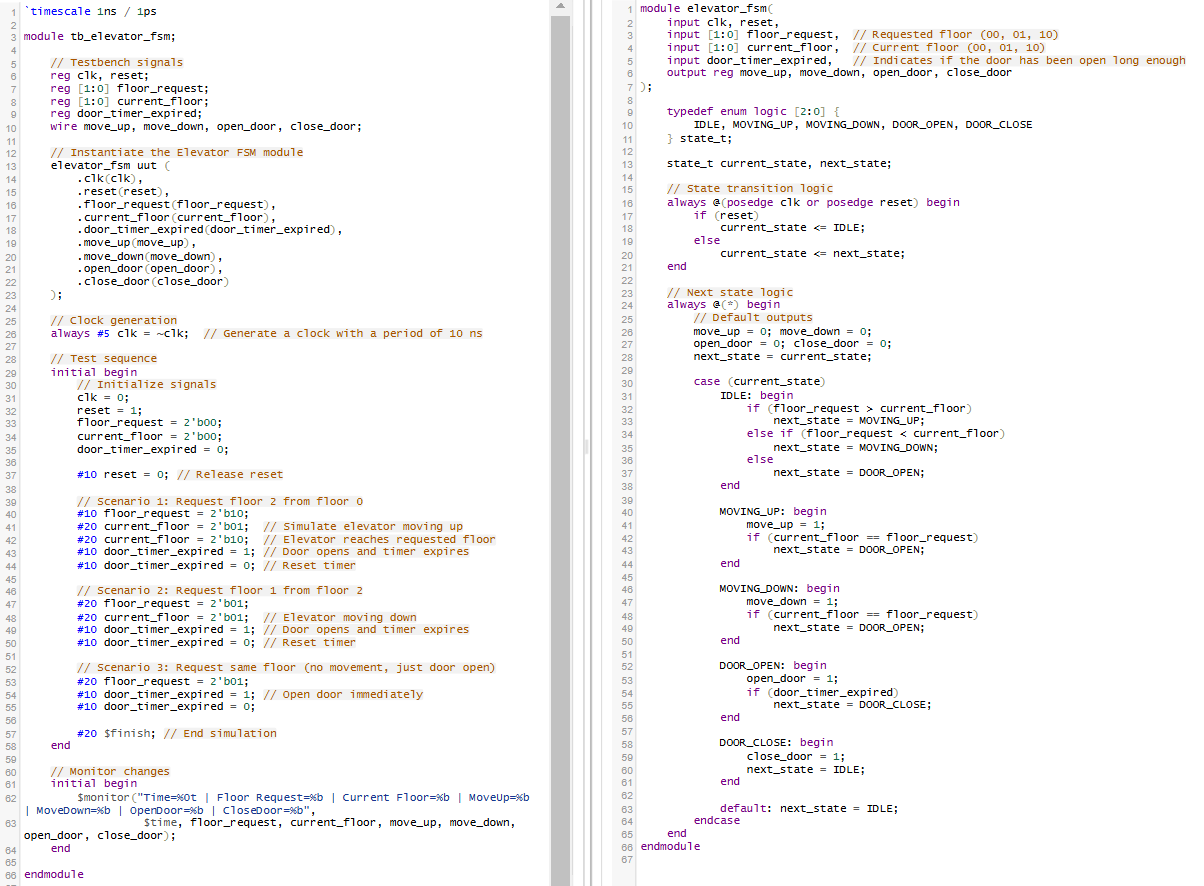 1 `timescale 1ns / 1ps
2
3 module tb_elevator_fsm;
4
5 // Testbench signals
6 reg clk, reset;
7 reg [1:0] floor_request;
8 reg [1:0] current_floor;
9 reg door_timer_expired;
10 wire move_up, move_down, open_door, close_door;
11
12 // Instantiate the Elevator FSM module
13 elevator_fsm uut (
14 .clk(clk),
15 .reset(reset),
16 .floor_request(floor_request),
17 .current_floor(current_floor),
18 .door_timer_expired(door_timer_expired),
19 .move_up(move_up),
20 .move_down(move_down),
21 .open_door(open_door),
22 .close_door(close_door)
23 );
24
25 // Clock generation
26 always #5 clk = ~clk; // Generate a clock with a period of 10 ns
27
28 // Test sequence
29 initial begin
30 // Initialize signals
31 clk = 0;
32 reset = 1;
33 floor_request = 2'b00;
34 current_floor = 2'b00;
35 door_timer_expired = 0;
36
37 #10 reset = 0; // Release reset
38
39 // Scenario 1: Request floor 2 from floor 0
40 #10 floor_request = 2'b10;
41 #20 current_floor = 2'b01; // Simulate elevator moving up
42 #20 current_floor = 2'b10; // Elevator reaches requested floor
43 #10 door_timer_expired = 1; // Door opens and timer expires
44 #10 door_timer_expired = 0; // Reset timer
45
46 // Scenario 2: Request floor 1 from floor 2
47 #20 floor_request = 2'b01;
48 #20 current_floor = 2'b01; // Elevator moving down
49 #10 door_timer_expired = 1; // Door opens and timer expires
50 #10 door_timer_expired = 0; // Reset timer
51
52 // Scenario 3: Request same floor (no movement, just door open)
53 #20 floor_request = 2'b01;
54 #10 door_timer_expired = 1; // Open door immediately
55 #10 door_timer_expired = 0;
56
57 #20 $finish; // End simulation
58 end
59
60 // Monitor changes
61 initial begin
62 $monitor("Time=%0t | Floor Request=%b | Current Floor=%b | MoveUp=%b
| MoveDown=%b | OpenDoor=%b | CloseDoor=%b",
63 $time, floor_request, current_floor, move_up, move_down,
open_door, close_door);
64 end
65
66 endmodule
1 module elevator_fsm(
2 input clk, reset,
3 input [1:0] floor_request, // Requested floor (00, 01, 10)
4 input [1:0] current_floor, // Current floor (00, 01, 10)
5 input door_timer_expired, // Indicates if the door has been open long enough
6 output reg move_up, move_down, open_door, close_door
7 );
8
9 typedef enum logic [2:0] {
10 IDLE, MOVING_UP, MOVING_DOWN, DOOR_OPEN, DOOR_CLOSE
11 } state_t;
12
13 state_t current_state, next_state;
14
15 // State transition logic
16 always @(posedge clk or posedge reset) begin
17 if (reset)
18 current_state <= IDLE;
19 else
20 current_state <= next_state;
21 end
22
23 // Next state logic
24 always @(*) begin
25 // Default outputs
26 move_up = 0; move_down = 0;
27 open_door = 0; close_door = 0;
28 next_state = current_state;
29
30 case (current_state)
31 IDLE: begin
32 if (floor_request > current_floor)
33 next_state = MOVING_UP;
34 else if (floor_request < current_floor)
35 next_state = MOVING_DOWN;
36 else
37 next_state = DOOR_OPEN;
38 end
39
40 MOVING_UP: begin
41 move_up = 1;
42 if (current_floor == floor_request)
43 next_state = DOOR_OPEN;
44 end
45
46 MOVING_DOWN: begin
47 move_down = 1;
48 if (current_floor == floor_request)
49 next_state = DOOR_OPEN;
50 end
51
52 DOOR_OPEN: begin
53 open_door = 1;
54 if (door_timer_expired)
55 next_state = DOOR_CLOSE;
56 end
57
58 DOOR_CLOSE: begin
59 close_door = 1;
60 next_state = IDLE;
61 end
62
63 default: next_state = IDLE;
64 endcase
65 end
66 endmodule
67